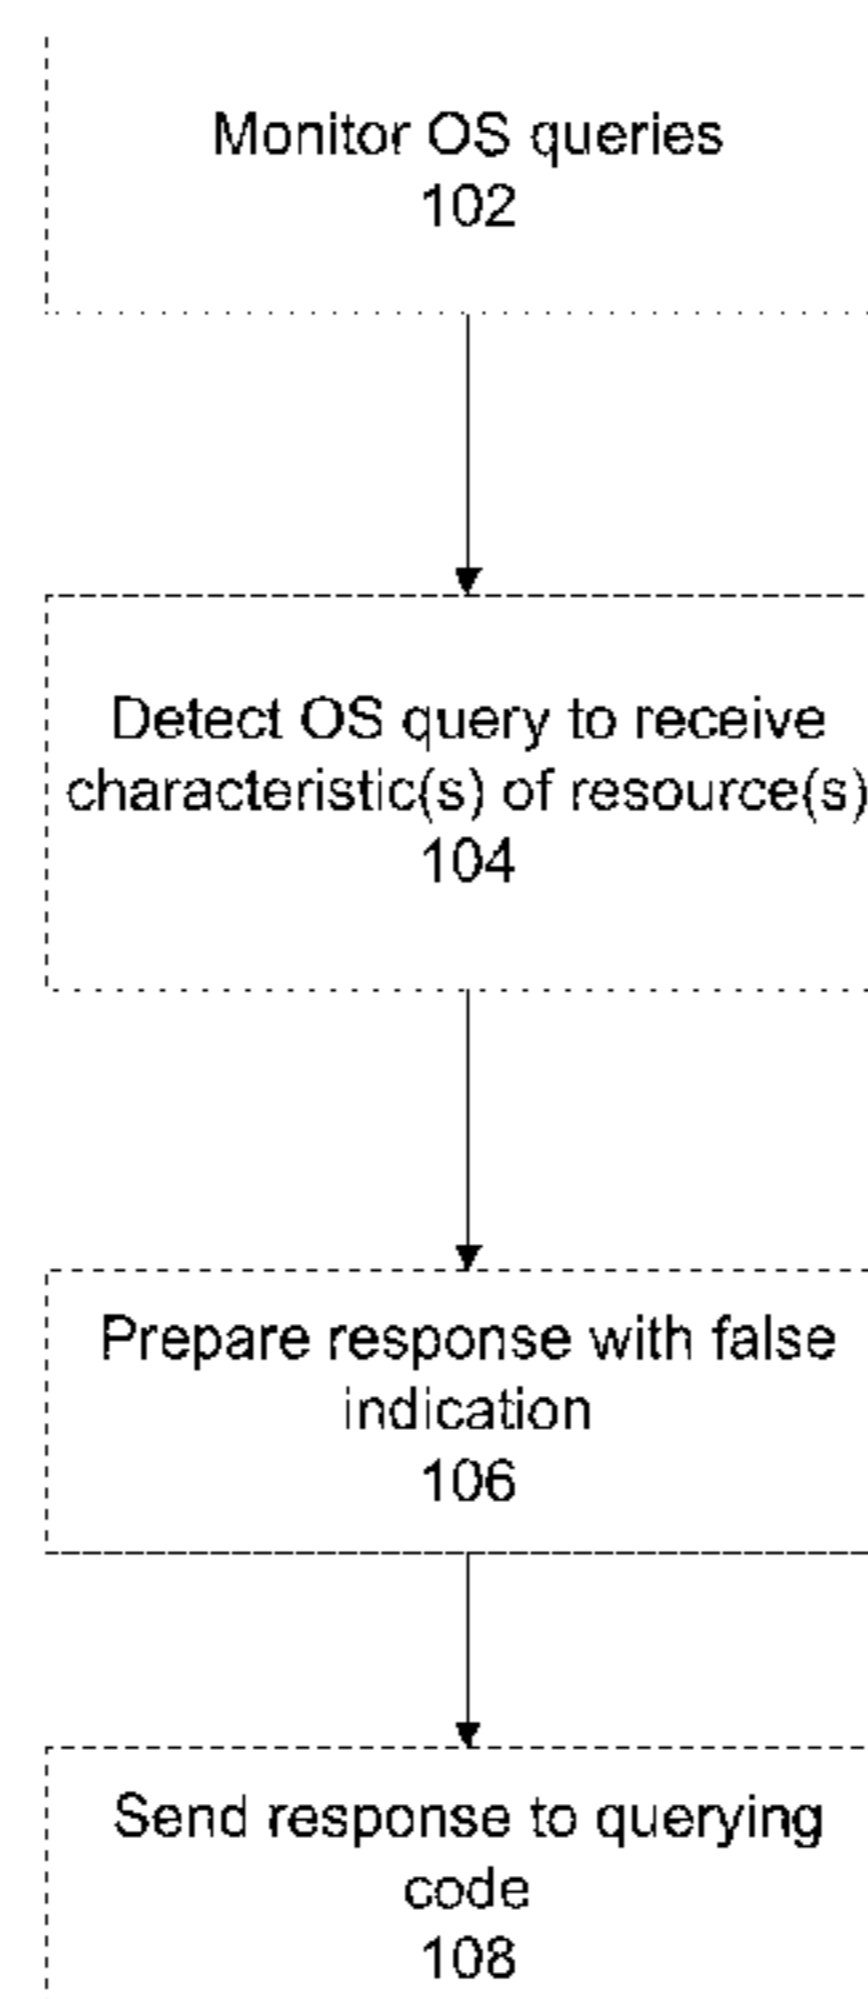 Monitor OS queries
102
Detect OS query to receive
characteristic(s) of resource(s)
104
Prepare response with false
indication
106
Send response to querying
code
108